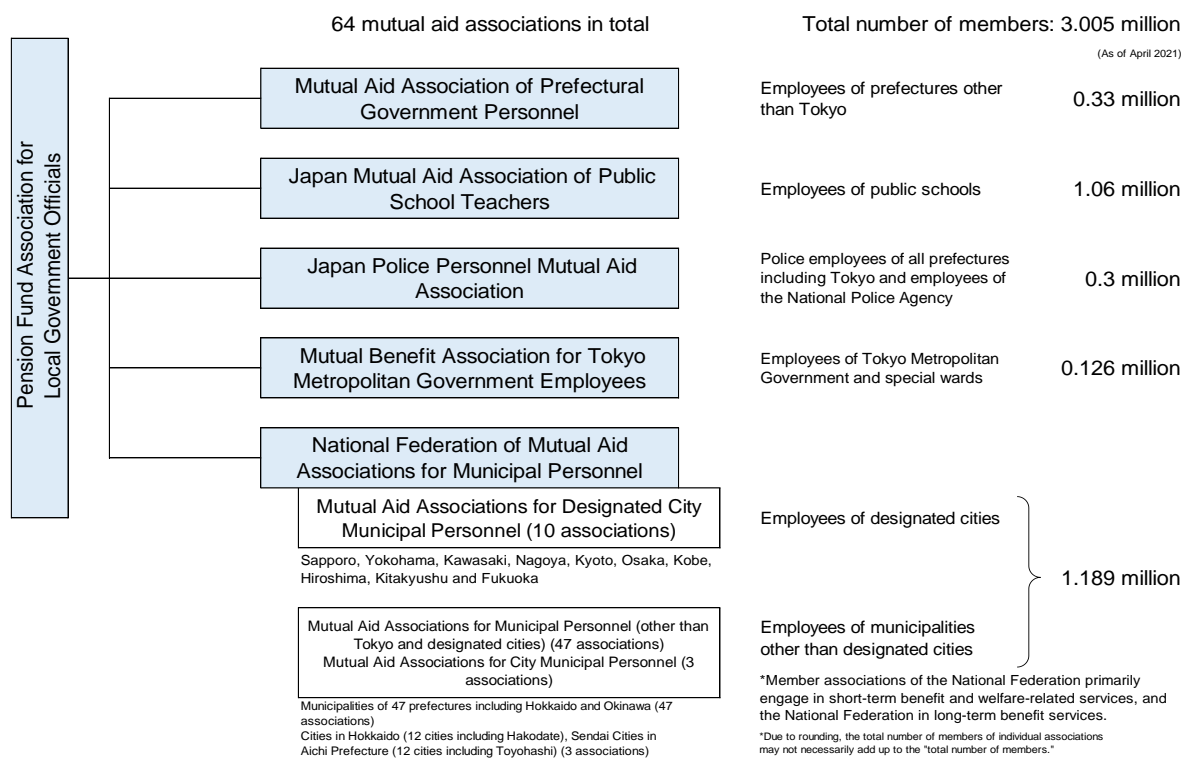 64 mutual aid associations in total
Total number of members: 3.005 million
(As of April 2021)
Pension Fund Association for
Local Government Officials
Mutual Aid Association of Prefectural
Government Personnel
Employees of prefectures other
than Tokyo
0.33 million
Japan Mutual Aid Association of Public
School Teachers
Employees of public schools
1.06 million
Japan Police Personnel Mutual Aid
Association
Police employees of all prefectures
including Tokyo and employees of
the National Police Agency
0.3 million
Mutual Benefit Association for Tokyo
Metropolitan Government Employees
Employees of Tokyo Metropolitan
Government and special wards
0.126 million
National Federation of Mutual Aid
Associations for Municipal Personnel
Mutual Aid Associations for Designated City
Municipal Personnel (10 associations)
Employees of designated cities
Sapporo, Yokohama, Kawasaki, Nagoya, Kyoto, Osaka, Kobe,
Hiroshima, Kitakyushu and Fukuoka
1.189 million
Mutual Aid Associations for Municipal Personnel (other than
Tokyo and designated cities) (47 associations)
Mutual Aid Associations for City Municipal Personnel (3
associations)
Employees of municipalities
other than designated cities
Municipalities of 47 prefectures including Hokkaido and Okinawa (47
associations)
Cities in Hokkaido (12 cities including Hakodate), Sendai Cities in
Aichi Prefecture (12 cities including Toyohashi) (3 associations)
*Member associations of the National Federation primarily
engage in short-term benefit and welfare-related services, and
the National Federation in long-term benefit services.
*Due to rounding, the total number of members of individual associations
may not necessarily add up to the "total number of members."